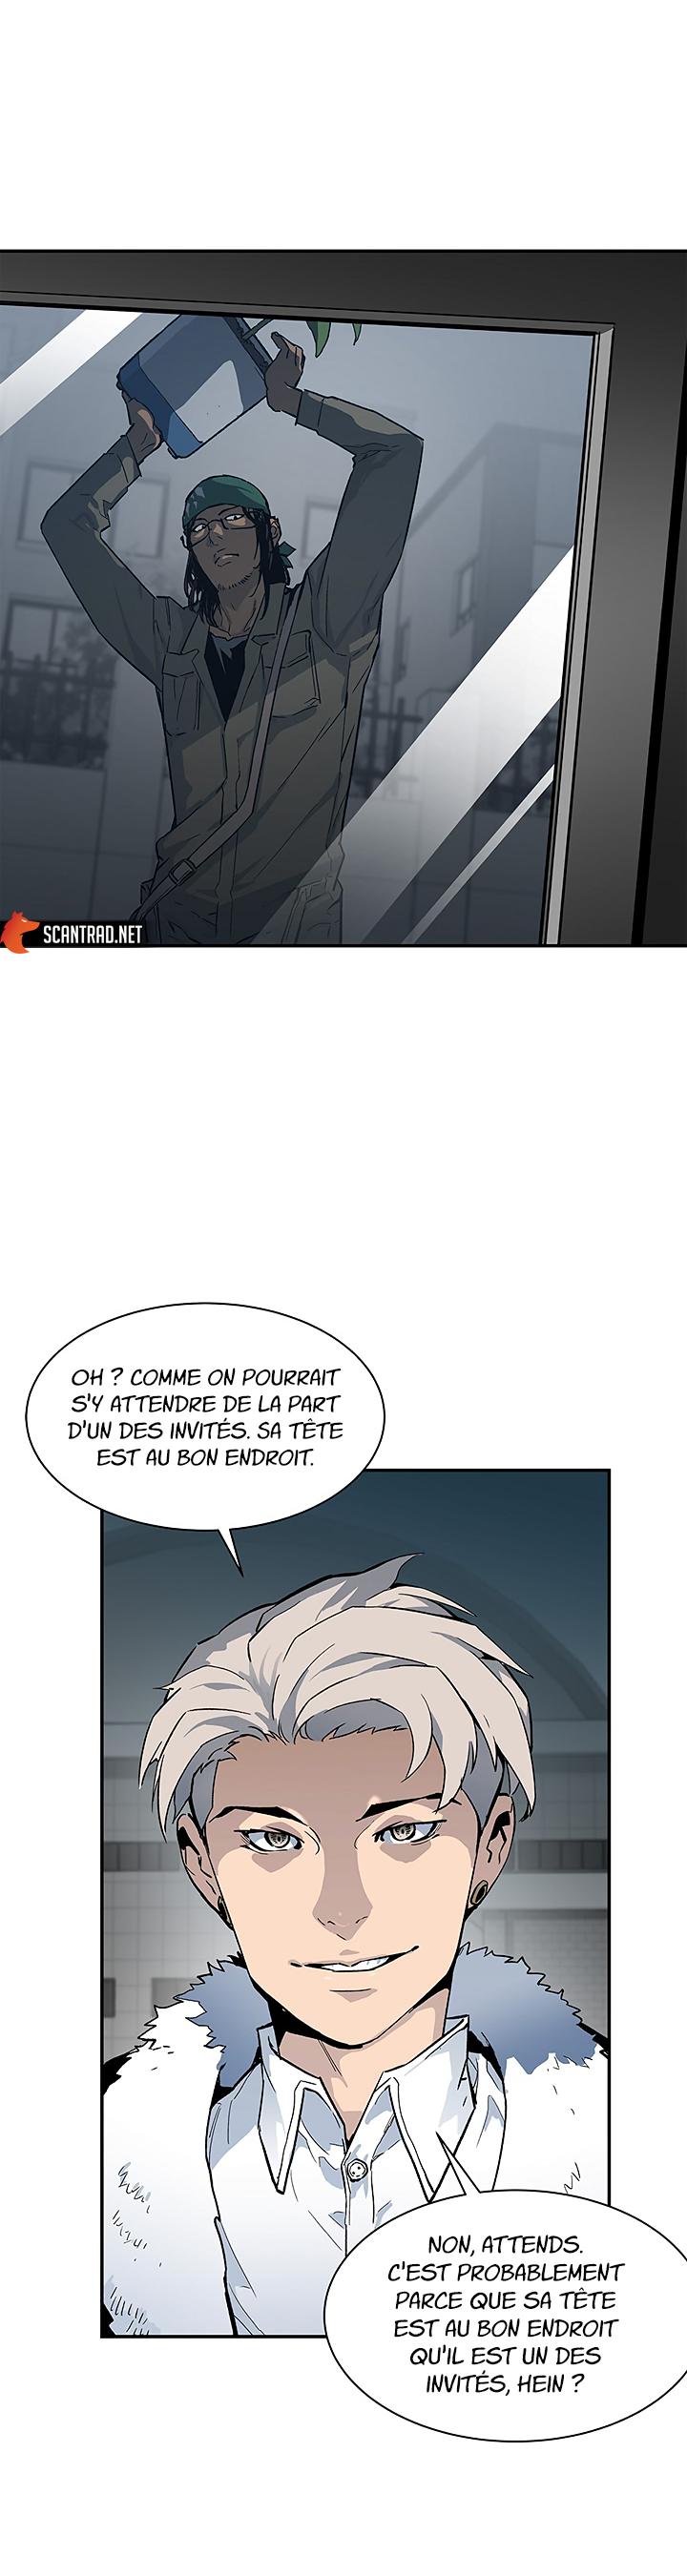 SCANTRAD.NET
OH ? COMME ON POURRAIT
S'Y ATTENDRE DE LA PART
D'UN DES INVITÉS. SA TÊTE
EST AU BON ENDROIT.
NON, ATTENDS.
C'EST PROBABLEMENT
PARCE QUE SA TÊTE
EST AU BON ENDROIT
QU'IL EST UN DES
INVITÉS, HEIN ?